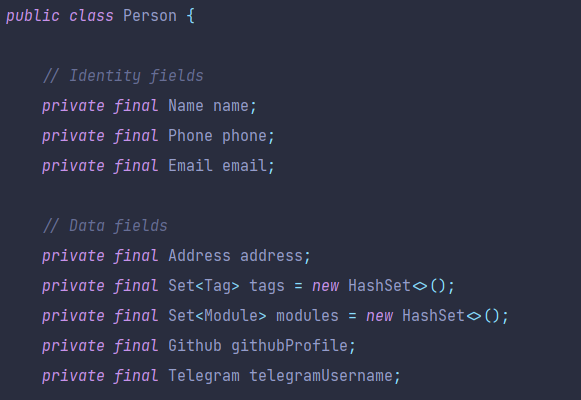 public class Person {
// Identity fields
private final Name name;
private final Phone phone;
private final Email email;
// Data fields
private final Address address;
private final Set<Tag> tags = new HashSet<>();
private final Set<Module> modules = new HashSet<>();
private final Github githubProfile;
private final Telegram telegramUsername;